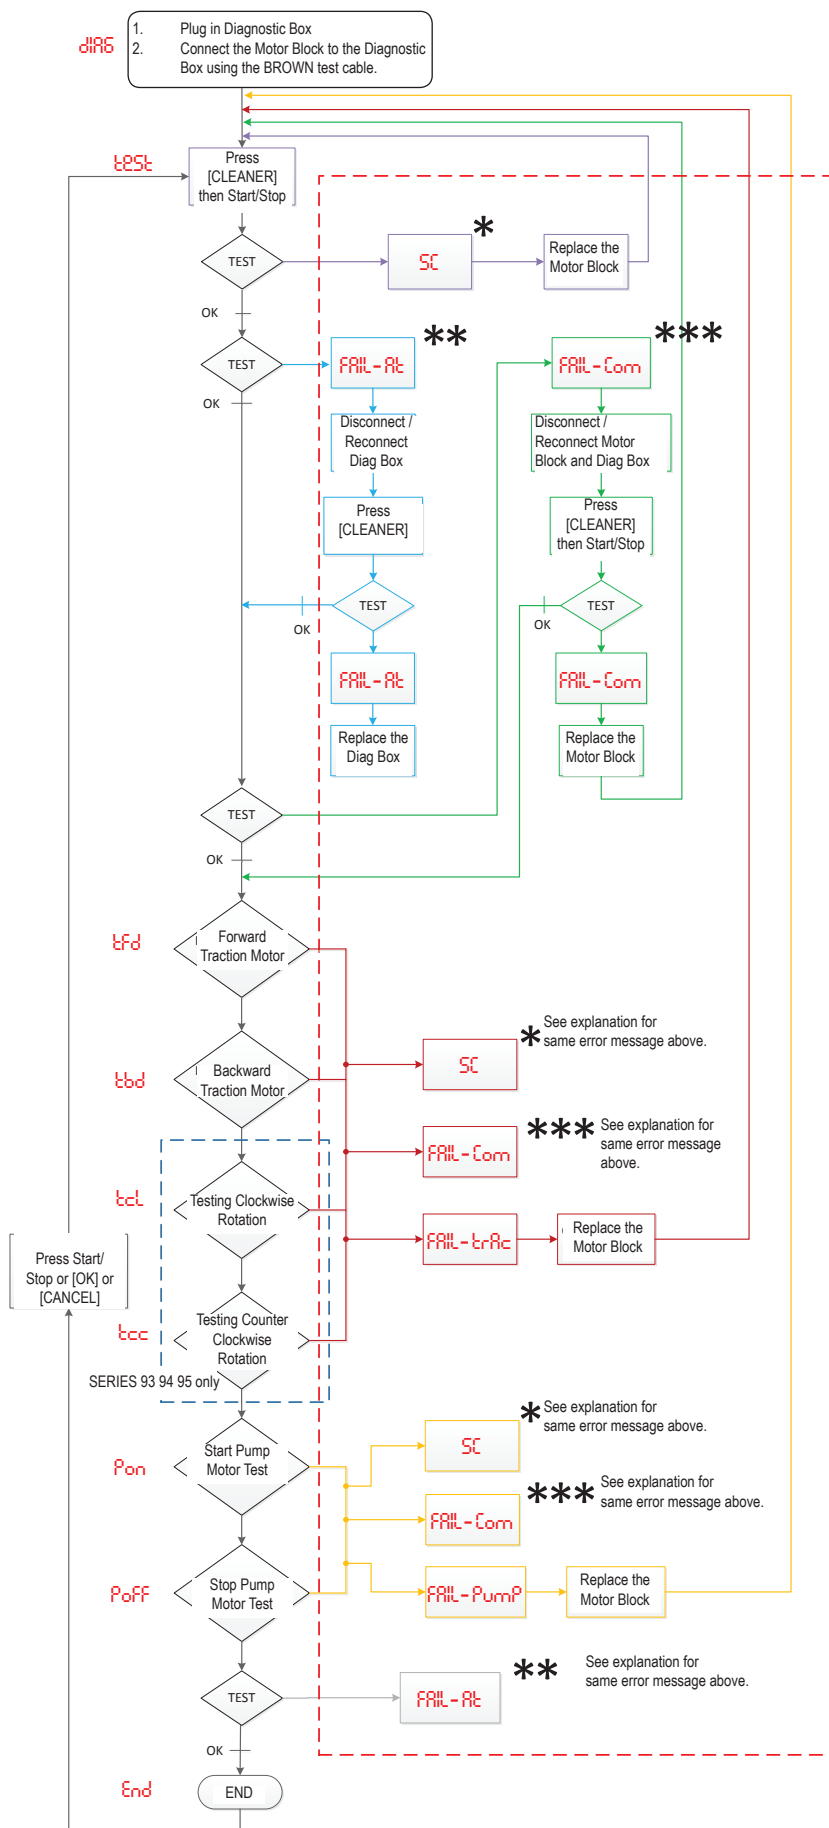 diAG
1. Plug in Diagnostic Box
2. Connect the Motor Block to the Diagnostic
Box using the BROWN test cable.
tESt
Press
[CLEANER]
then Start/Stop
TEST
SC
*
Replace the
Motor Block
OK
TEST
FAIL-At
**
FAIL-Com
***
OK
Disconnect /
Reconnect
Diag Box
Disconnect /
Reconnect Motor
Block and Diag Box
Press
[CLEANER]
Press
[CLEANER]
then Start/Stop
TEST
OK
TEST
OK
FAIL-At
FAIL-Com
Replace the
Diag Box
Replace the
Motor Block
TEST
OK
tFd
Forward
Traction Motor
SC
*
See explanation for
same error message above.
tbd
Backward
Traction Motor
FAIL-Com
***
See explanation for
same error message
above.
tcL
Testing Clockwise
Rotation
FAIL-trAc
Replace the
Motor Block
Press Start/
Stop or [OK] or
[CANCEL]
tcc
Testing Counter
Clockwise
Rotation
SERIES 93 94 95 only
SC
*
See explanation for
same error message above.
Pon
Start Pump
Motor Test
FAIL-Com
***
See explanation for
same error message above.
PoFF
Stop Pump
Motor Test
FAIL-PumP
Replace the
Motor Block
TEST
FAIL-At
**
See explanation for
same error message above.
OK
End
END